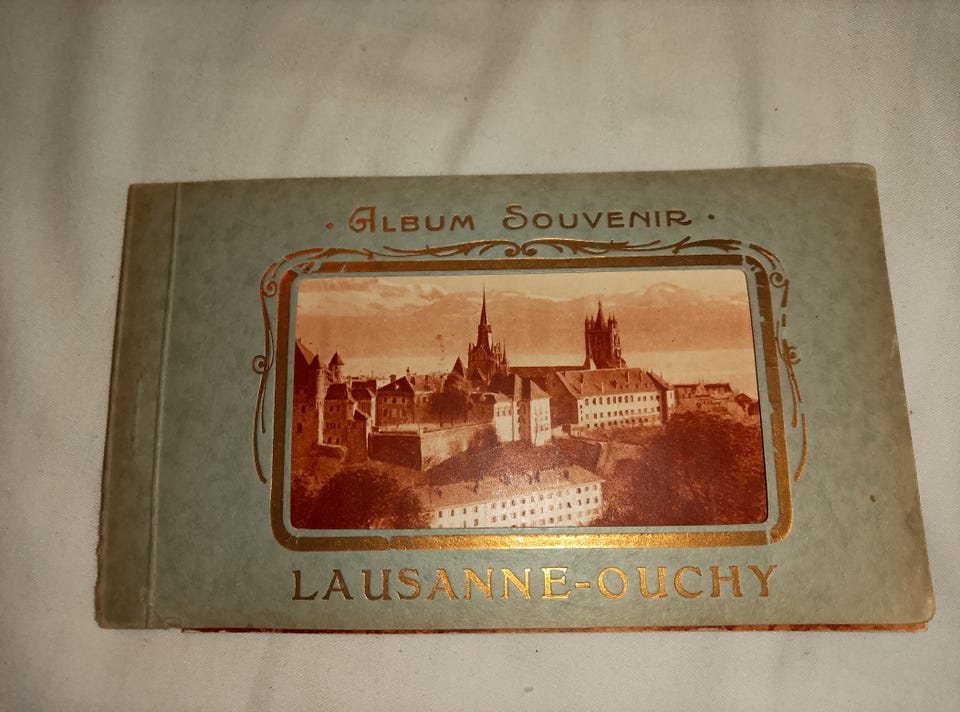 · ALBUM SOUVENIR ·
LAUSANNE-OUCHY